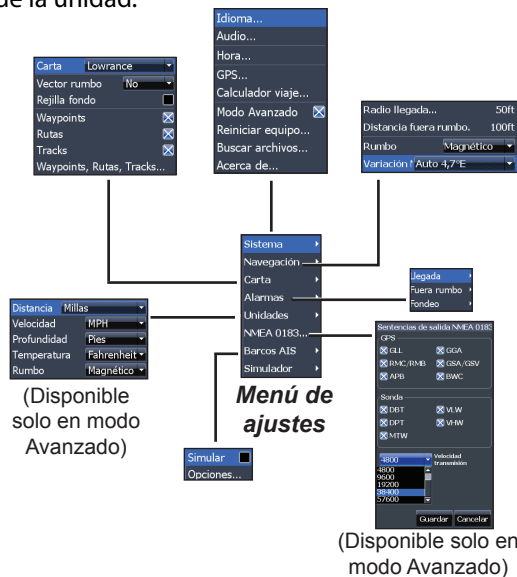 de la unidad.
Idioma...
Audio...
Hora...
GPS...
Calculador viaje...
Modo Avanzado
Reiniciar equipo...
Buscar archivos...
Acerca de...
Carta Lowrance
Vector rumbo No
Rejilla fondo
Waypoints
Rutas
Tracks
Waypoints, Rutas, Tracks...
Radio llegada... 50ft
Distancia fuera rumbo. 100ft
Rumbo Magnético
Variación M Auto 4,7°E
Sistema
Navegación
Carta
Alarmas
Unidades
NMEA 0183...
Barcos AIS
Simulador
Menú de
ajustes
Llegada
Fuera rumbo
Fondeo
Distancia Millas
Velocidad MPH
Profundidad Pies
Temperatura Fahrenheit
Rumbo Magnético
(Disponible
solo en modo
Avanzado)
Simular
Opciones...
Sentencias de salida NMEA 0183
GPS
GLL GGA
RMC/RMB GSA/GSV
APB BWC
Sonda
DBT VLW
DPT VHW
MTW
4800 Velocidad
transmisión
4800
9600
19200
38400
57600
Guardar Cancelar
(Disponible solo en
modo Avanzado)